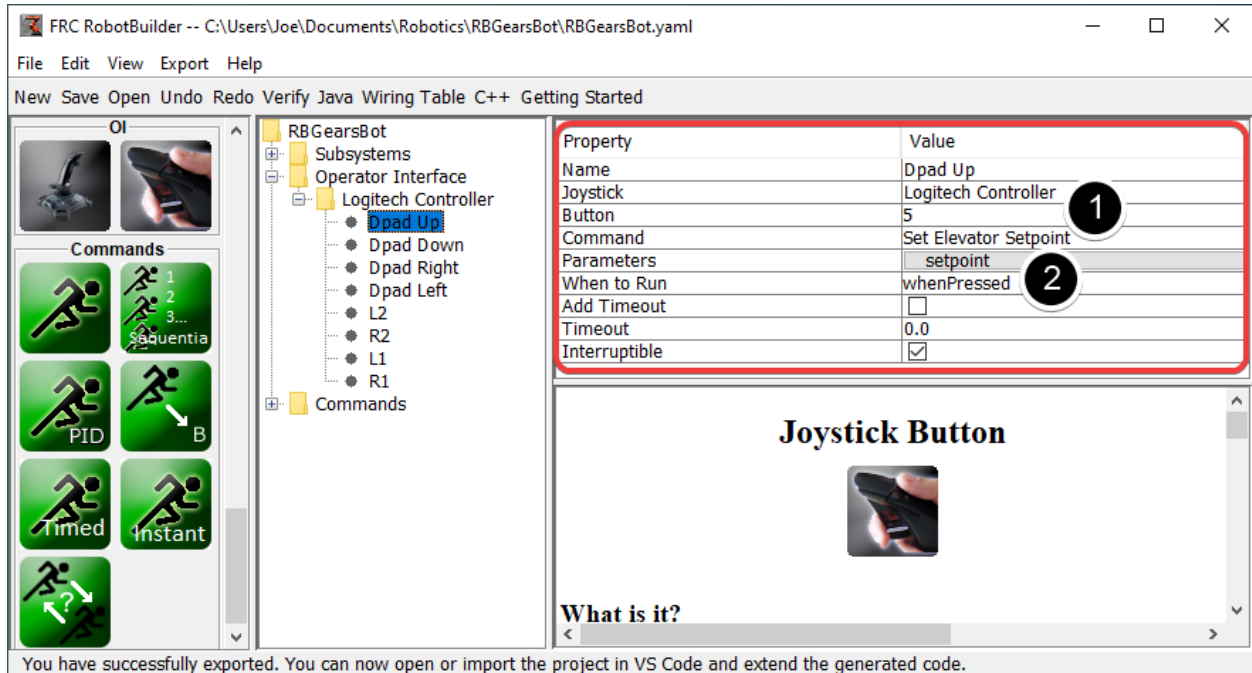 FRC RobotBuilder -- C:\Users\Joe\Documents\Robotics\RBGearsBot\RBGearsBot.yaml
File Edit View Export Help
New Save Open Undo Redo Verify Java Wiring Table C++ Getting Started
OI
Commands
1
2
3...
Sequentia
PID
B
Timed
Instant
?
RBGearsBot
Subsystems
Operator Interface
Logitech Controller
Dpad Up
Dpad Down
Dpad Right
Dpad Left
L2
R2
L1
R1
Commands
Property Value
Name Dpad Up
Joystick Logitech Controller
Button 5
1
Command Set Elevator Setpoint
Parameters setpoint
2
When to Run whenPressed
Add Timeout
Timeout 0.0
Interruptible
Joystick Button
What is it?
You have successfully exported. You can now open or import the project in VS Code and extend the generated code.